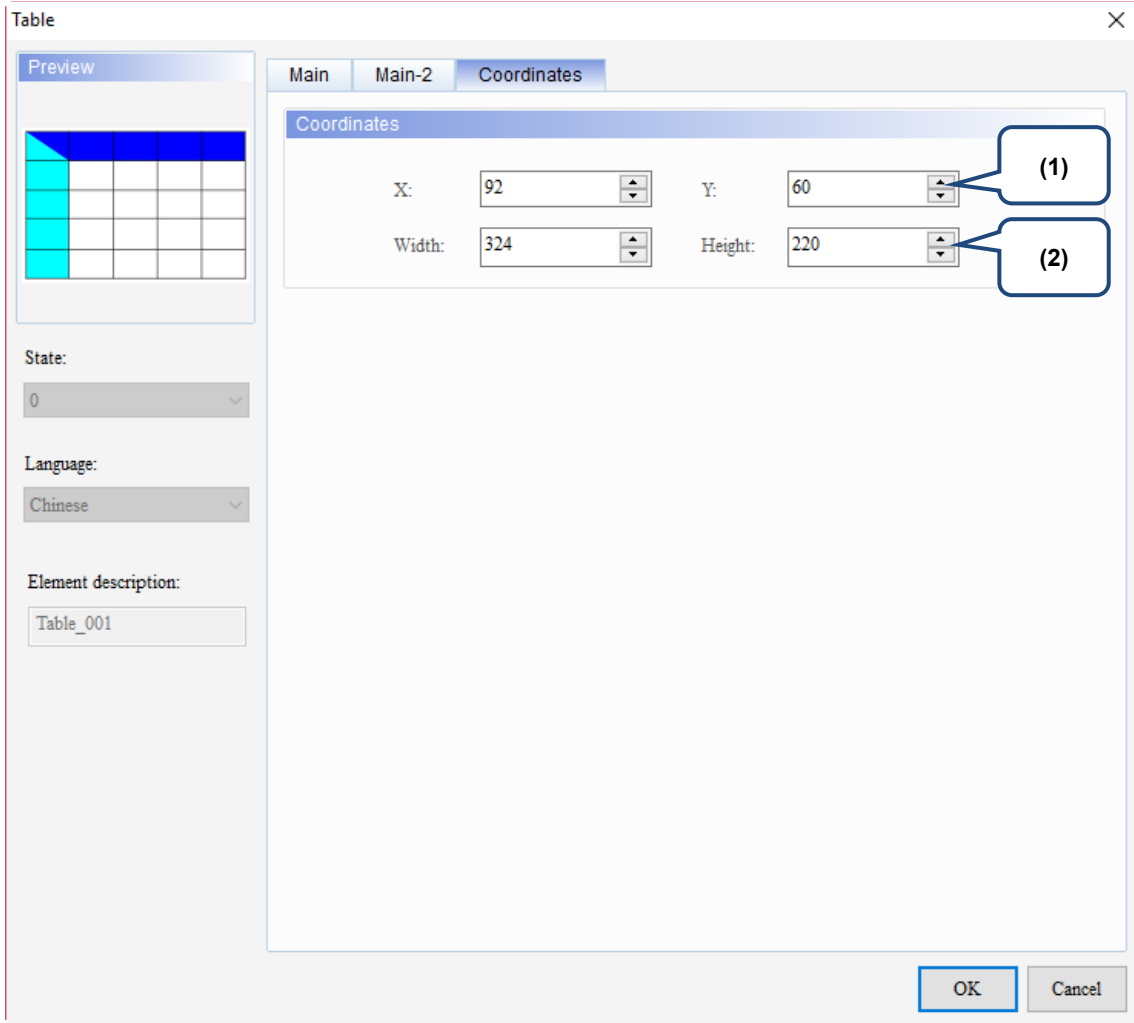 Table
Preview
Main Main-2 Coordinates
Coordinates
X: 92 Y: 60 (1)
Width: 324 Height: 220 (2)
State:
0
Language:
Chinese
Element description:
Table_001
OK Cancel